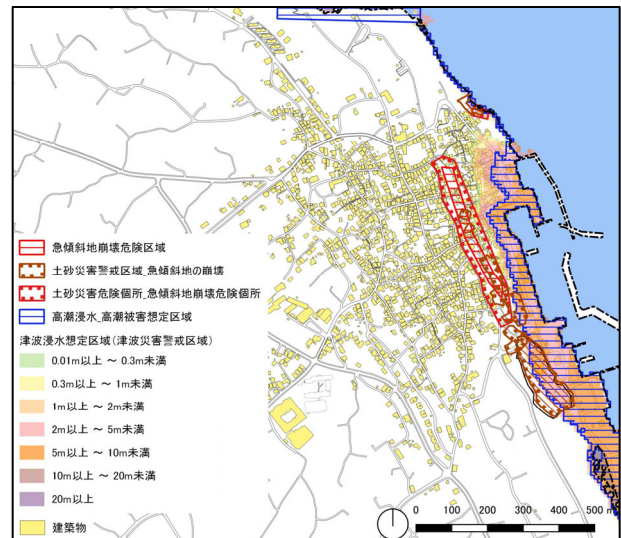 急傾斜地崩壊危険区域
土砂災害警戒区域_急傾斜地の崩壊
土砂災害危険個所_急傾斜地崩壊危険個所
高潮浸水_高潮被害想定区域
津波浸水想定区域(津波災害警戒区域)
0.01m以上 ～ 0.3m未満
0.3m以上 ～ 1m未満
1m以上 ～ 2m未満
2m以上 ～ 5m未満
5m以上 ～ 10m未満
10m以上 ～ 20m未満
20m以上
建築物
0 100 200 300 400 500 m